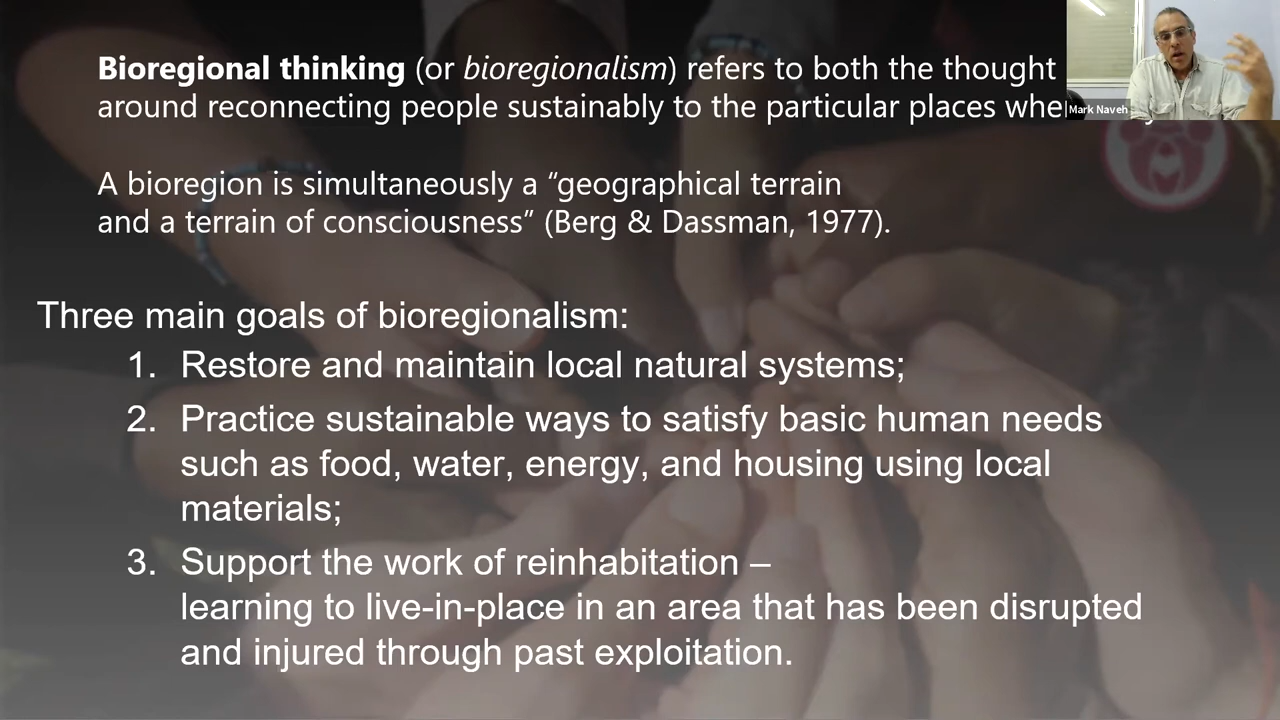 Bioregional thinking (or bioregionalism) refers to both the thought
around reconnecting people sustainably to the particular places
Mark Naveh
A bioregion is simultaneously a “geographical terrain
and a terrain of consciousness” (Berg & Dassman, 1977).
Three main goals of bioregionalism:
1. Restore and maintain local natural systems;
2. Practice sustainable ways to satisfy basic human needs
such as food, water, energy, and housing using local
materials;
3. Support the work of reinhabitation –
learning to live-in-place in an area that has been disrupted
and injured through past exploitation.